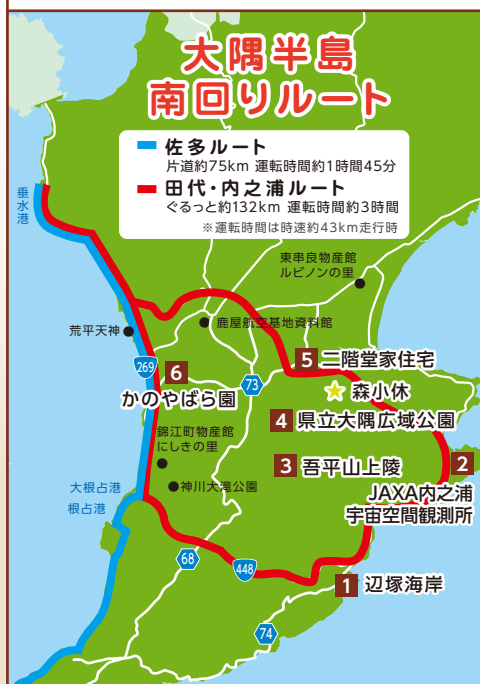 大隅半島
南回りルート
佐多ルート
片道約75km 運転時間約1時間45分
田代・内之浦ルート
ぐるっと約132km 運転時間約3時間
※運転時間は時速約43km走行時
垂水港
東串良物産館
ルピノンの里
荒平天神
鹿屋航空基地資料館
5 二階堂家住宅
269
6
かのやばら園
73
森小休
4 県立大隅広域公園
錦江町物産館
にしきの里
3 吾平山上陵
2
JAXA内之浦
宇宙空間観測所
大根占港
根占港
神川大滝公園
68
448
1 辺塚海岸
74